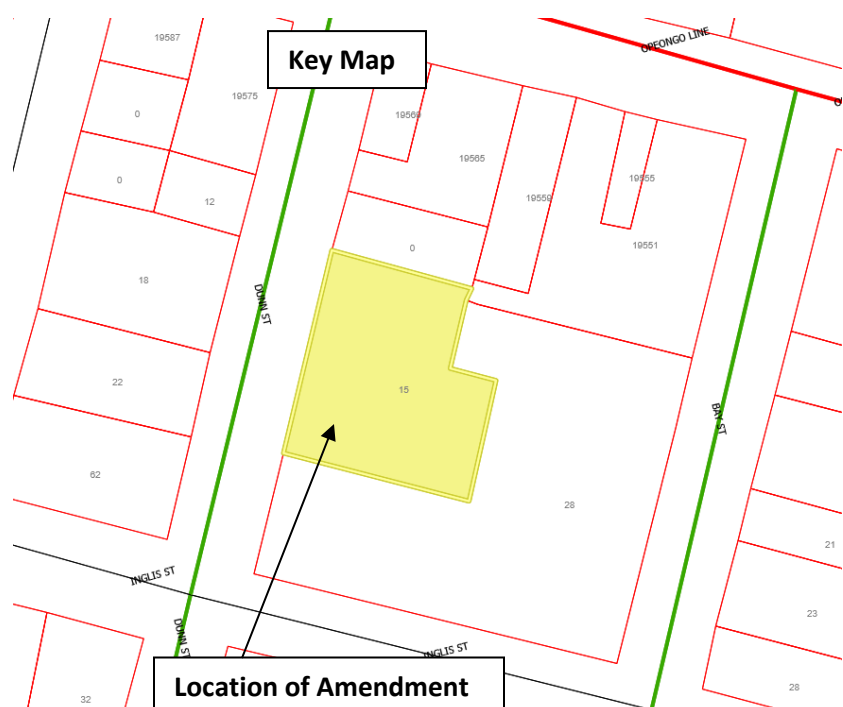 OPEONGO LINE
19587
Key Map
19575
0
19569
19565
0
12
19555
19559
19551
0
18
DUNN ST
22
15
BAY ST
62
28
21
INGLIS ST
23
DUNN ST
INGLIS ST
Location of Amendment
32
28